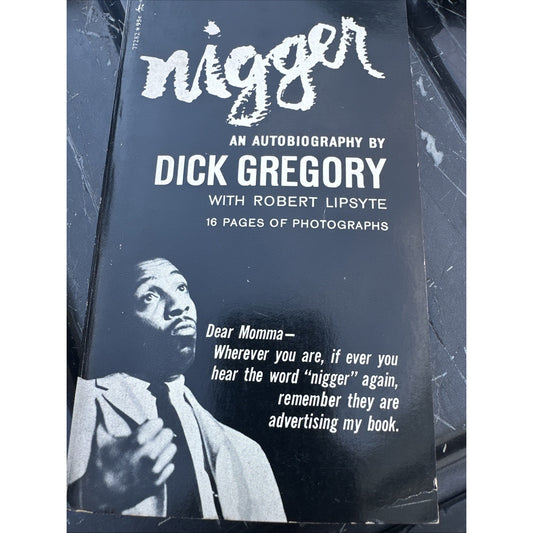 nigger
AN AUTOBIOGRAPHY BY
DICK GREGORY
WITH ROBERT LIPSYTE
16 PAGES OF PHOTOGRAPHS
Dear Momma—
Wherever you are, if ever you
hear the word "nigger" again,
remember they are
advertising my book.